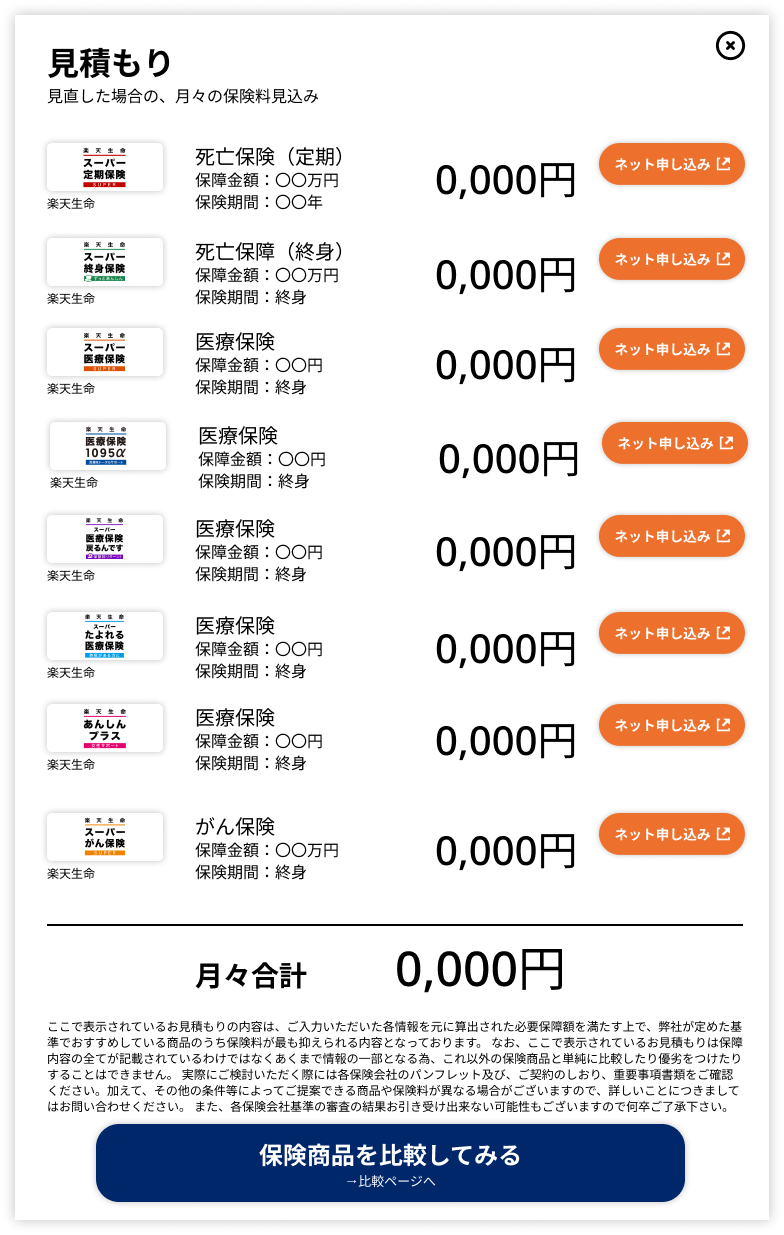 見積もり
見直した場合の、月々の保険料見込み
楽天生命
スーパー
定期保険
SUPER
楽天生命
死亡保険（定期）
保障金額：〇〇万円
保険期間：〇〇年
0,000円
ネット申し込み
楽天生命
スーパー
終身保険
楽天生命
死亡保障（終身）
保障金額：〇〇万円
保険期間：終身
0,000円
ネット申し込み
楽天生命
スーパー
医療保険
SUPER
楽天生命
医療保険
保障金額：〇〇円
保険期間：終身
0,000円
ネット申し込み
楽天生命
医療保険
1095α
楽天生命
医療保険
保障金額：〇〇円
保険期間：終身
0,000円
ネット申し込み
楽天生命
スーパー
医療保険
戻るんです
楽天生命
医療保険
保障金額：〇〇円
保険期間：終身
0,000円
ネット申し込み
楽天生命
スーパー
たよれる
医療保険
楽天生命
医療保険
保障金額：〇〇円
保険期間：終身
0,000円
ネット申し込み
楽天生命
あんしん
プラス
女性サポート
楽天生命
医療保険
保障金額：〇〇円
保険期間：終身
0,000円
ネット申し込み
楽天生命
スーパー
がん保険
SUPER
楽天生命
がん保険
保障金額：〇〇万円
保険期間：終身
0,000円
ネット申し込み
月々合計
0,000円
ここで表示されているお見積もりの内容は、ご入力いただいた各情報を元に算出された必要保障額を満たす上で、弊社が定めた基
準でおすすめしている商品のうち保険料が最も抑えられる内容となっております。 なお、ここで表示されているお見積もりは保障
内容の全てが記載されているわけではなくあくまで情報の一部となる為、これ以外の保険商品と単純に比較したり優劣をつけたり
することはできません。 実際にご検討いただく際には各保険会社のパンフレット及び、ご契約のしおり、重要事項書類をご確認
ください。加えて、その他の条件等によってご提案できる商品や保険料が異なる場合がございますので、詳しいことにつきまして
はお問い合わせください。 また、各保険会社基準の審査の結果お引き受け出来ない可能性もございますので何卒ご了承下さい。
保険商品を比較してみる
→比較ページへ